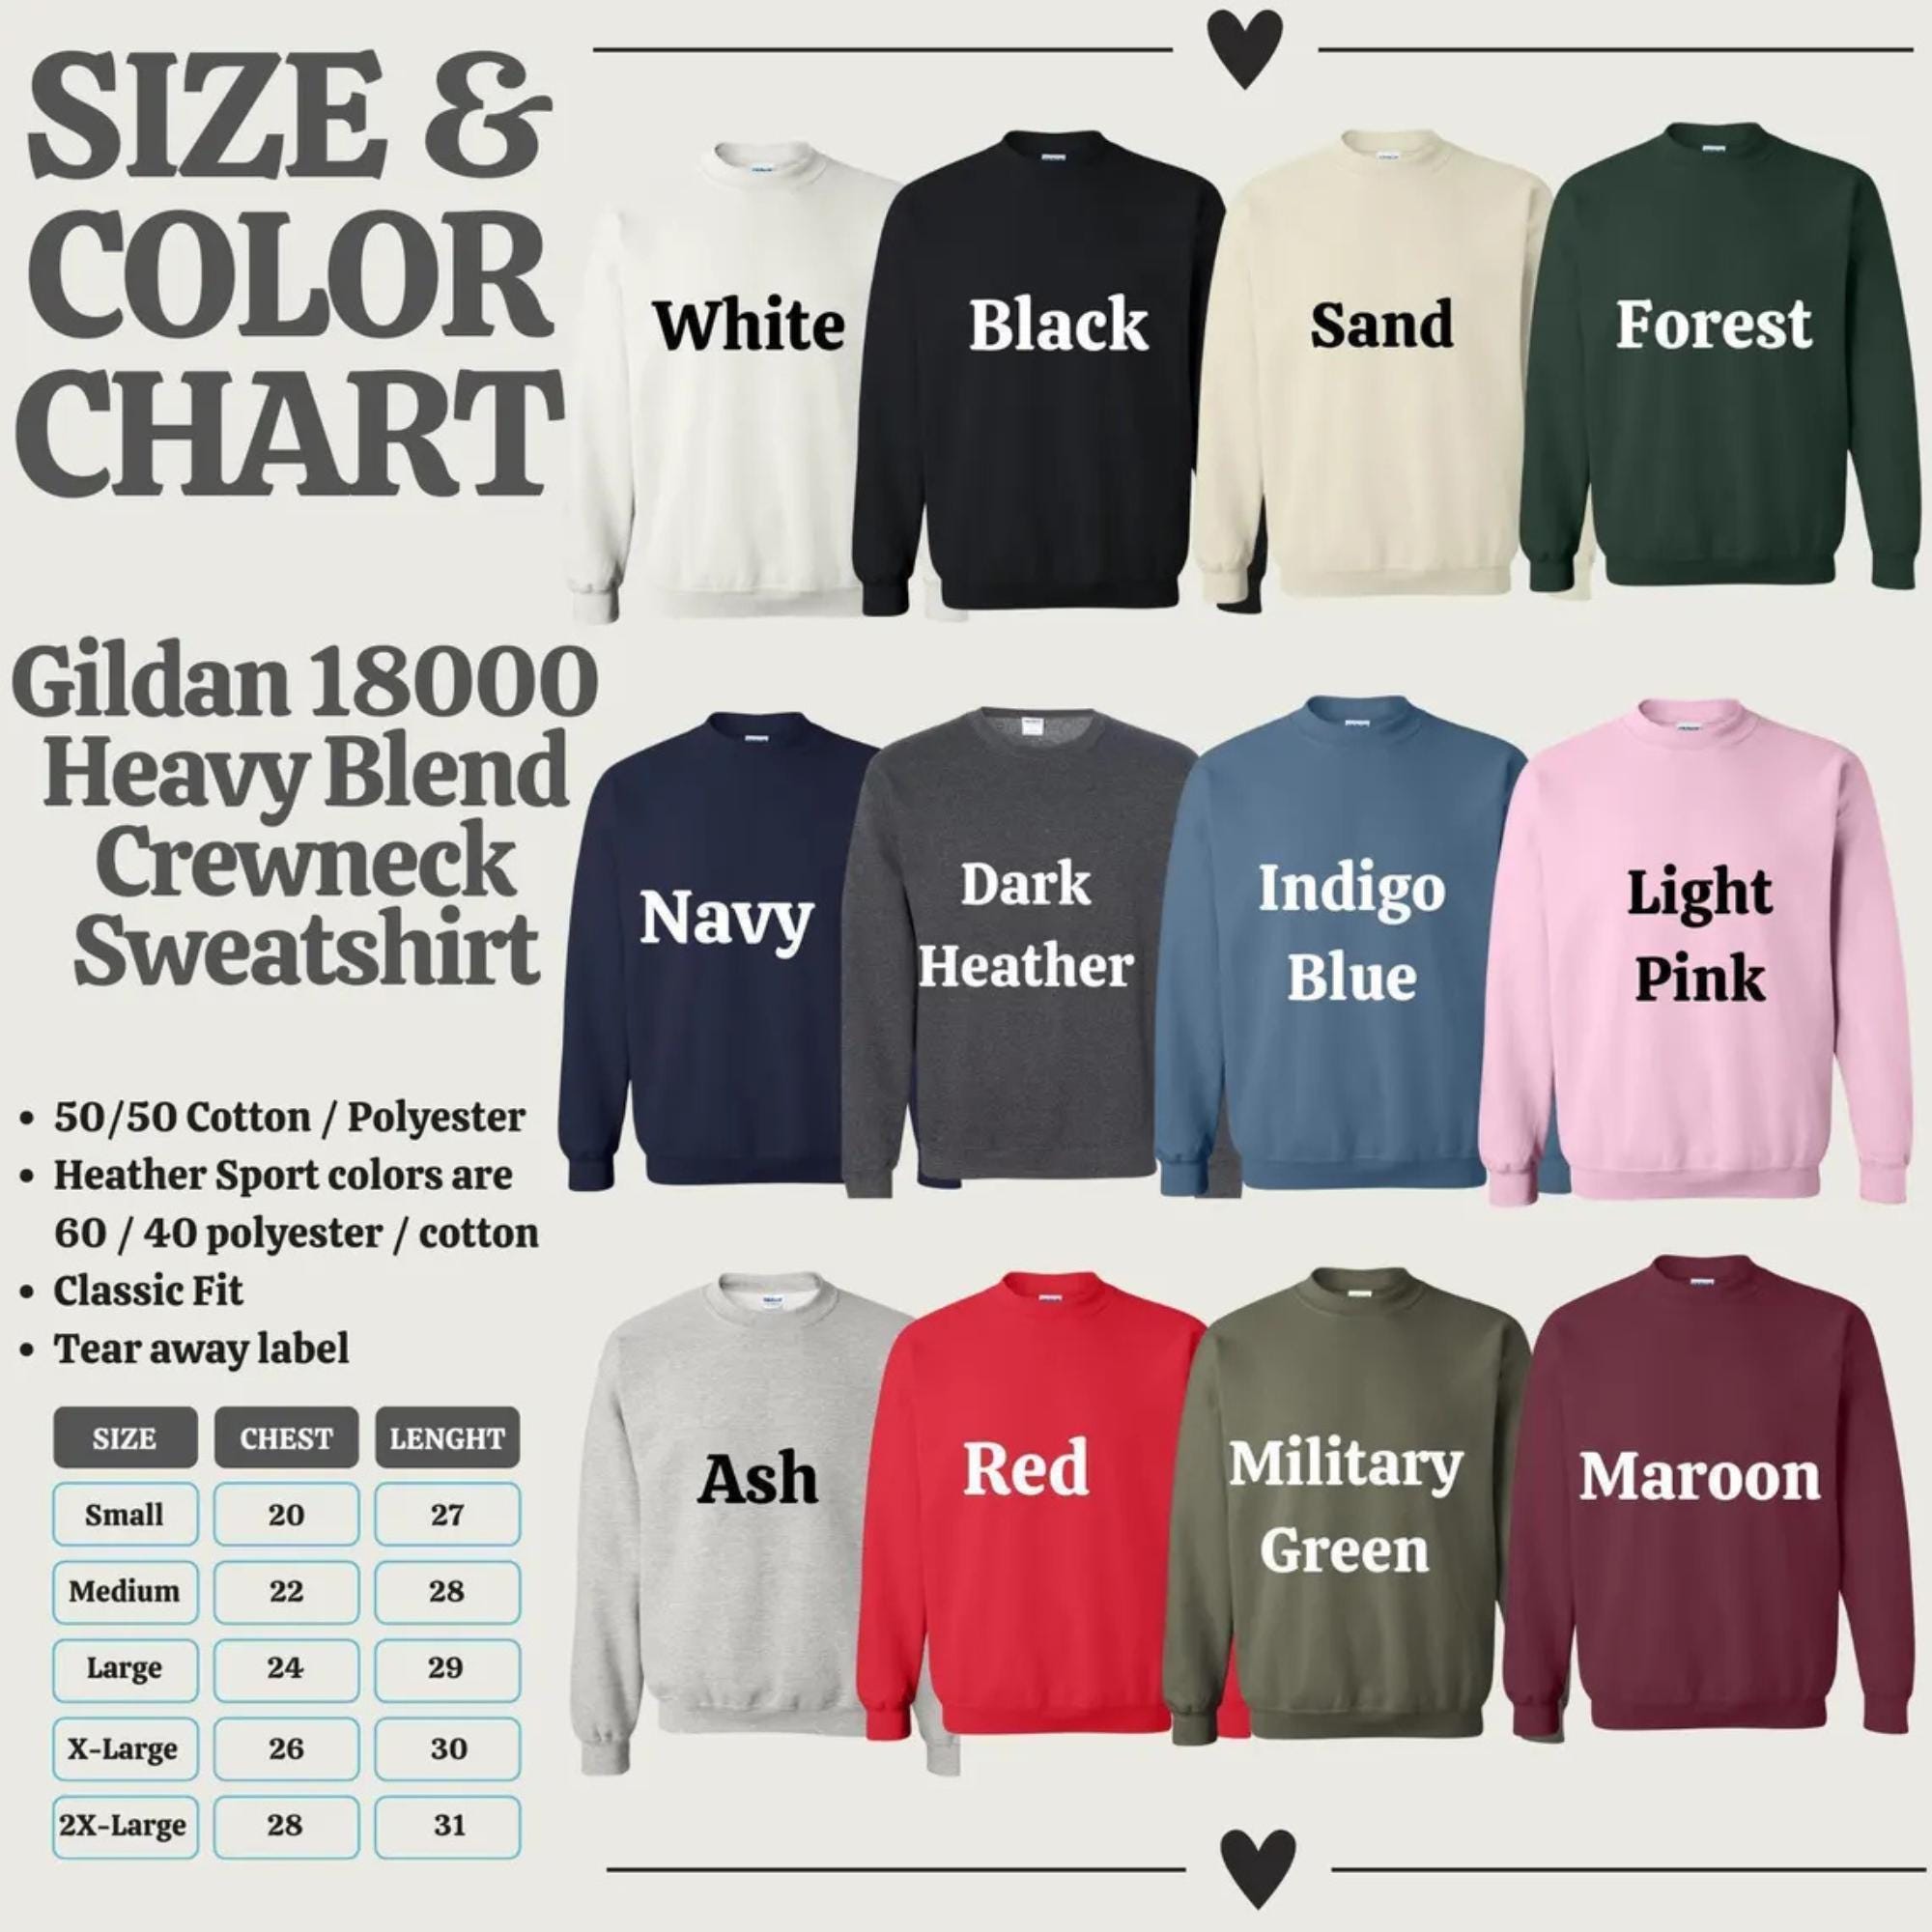 SIZE &
COLOR
CHART
Gildan 18000
Heavy Blend
Crewneck
Sweatshirt
• 50/50 Cotton / Polyester
• Heather Sport colors are
60 / 40 polyester / cotton
• Classic Fit
• Tear away label
SIZE CHEST LENGHT
Small 20 27
Medium 22 28
Large 24 29
X-Large 26 30
2X-Large 28 31
White Black Sand Forest
Navy
Dark
Heather
Indigo
Blue
Light
Pink
Ash
Red
Military
Green
Maroon